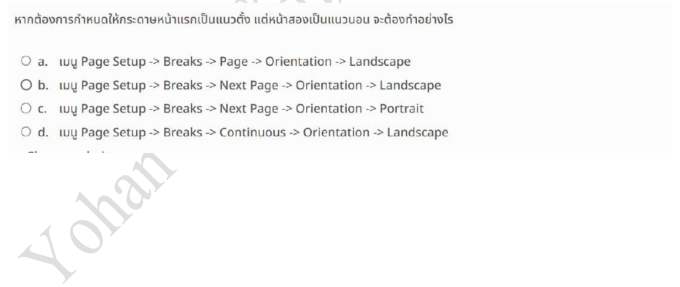 หากต้องการกำหนดให้กระดาษหน้าแรกเป็นแนวตั้ง แต่หน้าสองเป็นแนวนอน จะต้องทำอย่างไร
a. เมนู Page Setup -> Breaks -> Page -> Orientation -> Landscape
b. เมนู Page Setup -> Breaks -> Next Page -> Orientation -> Landscape
c. เมนู Page Setup -> Breaks -> Next Page -> Orientation -> Portrait
d. เมนู Page Setup -> Breaks -> Continuous -> Orientation -> Landscape
Yohan